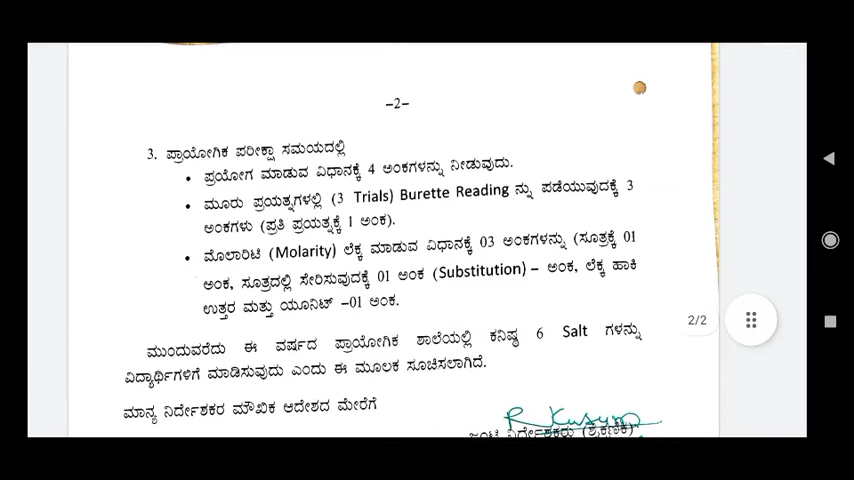 –2–
3. ಪ್ರಾಯೋಗಿಕ ಪರೀಕ್ಷಾ ಸಮಯದಲ್ಲಿ
• ಪ್ರಯೋಗ ಮಾಡುವ ವಿಧಾನಕ್ಕೆ 4 ಅಂಕಗಳನ್ನು ನೀಡುವುದು.
• ಮೂರು ಪ್ರಯತ್ನಗಳಲ್ಲಿ (3 Trials) Burette Reading ನ್ನು ಪಡೆಯುವುದಕ್ಕೆ 3
ಅಂಕಗಳು (ಪ್ರತಿ ಪ್ರಯತ್ನಕ್ಕೆ 1 ಅಂಕ).
• ಮೊಲಾರಿಟಿ (Molarity) ಲೆಕ್ಕ ಮಾಡುವ ವಿಧಾನಕ್ಕೆ 03 ಅಂಕಗಳನ್ನು (ಸೂತ್ರಕ್ಕೆ 01
ಅಂಕ, ಸೂತ್ರದಲ್ಲಿ ಸೇರಿಸುವುದಕ್ಕೆ 01 ಅಂಕ (Substitution) – ಅಂಕ, ಲೆಕ್ಕ ಹಾಕಿ
ಉತ್ತರ ಮತ್ತು ಯೂನಿಟ್ –01 ಅಂಕ.
2/2
ಮುಂದುವರೆದು ಈ ವರ್ಷದ ಪ್ರಾಯೋಗಿಕ ಶಾಲೆಯಲ್ಲಿ ಕನಿಷ್ಠ 6 Salt ಗಳನ್ನು
ವಿದ್ಯಾರ್ಥಿಗಳಿಗೆ ಮಾಡಿಸುವುದು ಎಂದು ಈ ಮೂಲಕ ಸೂಚಿಸಲಾಗಿದೆ.
ಮಾನ್ಯ ನಿರ್ದೇಶಕರ ಮೌಖಿಕ ಆದೇಶದ ಮೇರೆಗೆ
ಜಂಟಿ ನಿರ್ದೇಶಕರು (ಶೈಕ್ಷಣಿಕ)